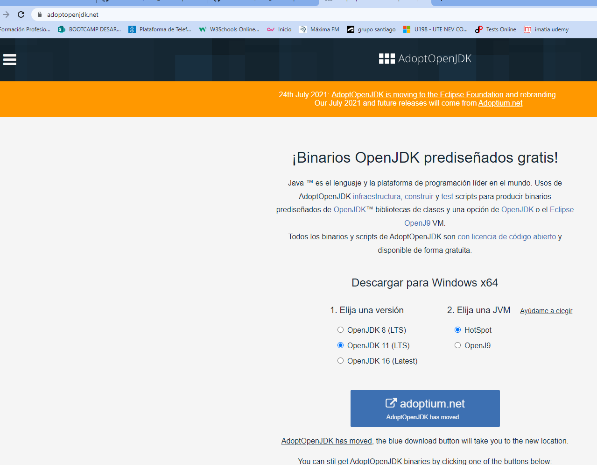 adoptopenjdk.net
Formación Profesio...
BOOTCAMP DESAR...
Plataforma de Telef...
W3Schools Online...
Inicio
Máxima FM
grupo santiago
U198 - UTE NEV CO...
Tests Online
imatia udemy
AdoptOpenJDK
24th July 2021: AdoptOpenJDK is moving to the Eclipse Foundation and rebranding.
Our July 2021 and future releases will come from Adoptium.net
¡Binarios OpenJDK prediseñados gratis!
Java ™ es el lenguaje y la plataforma de programación líder en el mundo. Usos de
AdoptOpenJDK infraestructura, construir y test scripts para producir binarios
prediseñados de OpenJDK™ bibliotecas de clases y una opción de OpenJDK o el Eclipse
OpenJ9 VM.
Todos los binarios y scripts de AdoptOpenJDK son con licencia de código abierto y
disponible de forma gratuita.
Descargar para Windows x64
1. Elija una versión
2. Elija una JVM
Ayúdame a elegir
OpenJDK 8 (LTS)
HotSpot
OpenJDK 11 (LTS)
OpenJ9
OpenJDK 16 (Latest)
adoptium.net
AdoptOpenJDK has moved
AdoptOpenJDK has moved, the blue download button will take you to the new location.
You can still get AdoptOpenJDK binaries by clicking one of the buttons below